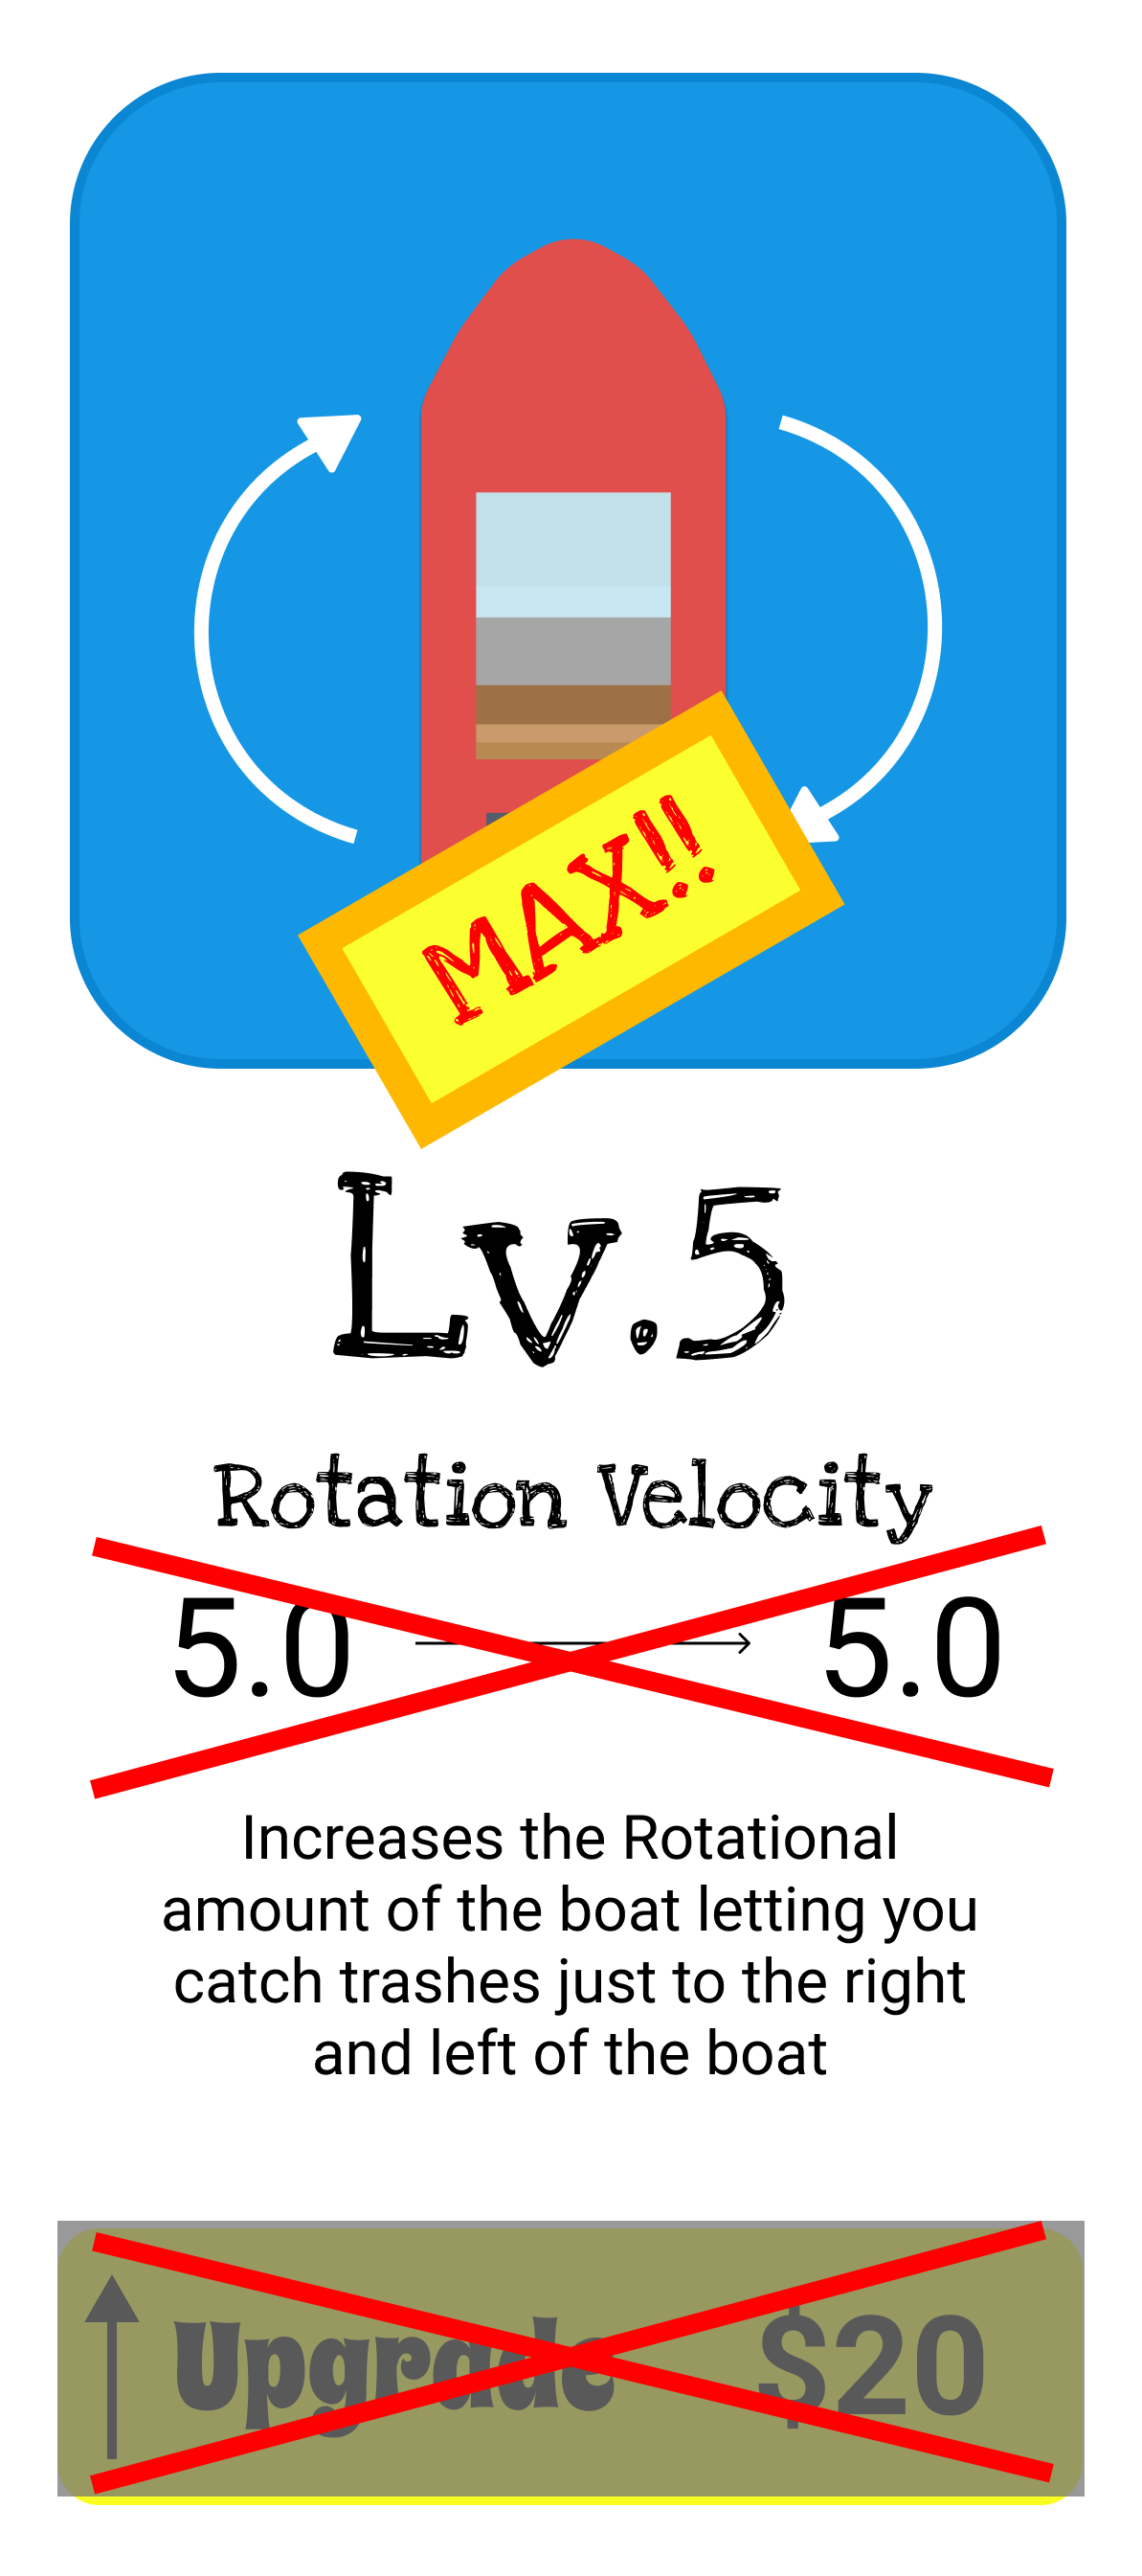 MAX!!
Lv.5
Rotation Velocity
5.0 → 5.0
Increases the Rotational
amount of the boat letting you
catch trashes just to the right
and left of the boat
Upgrade $20